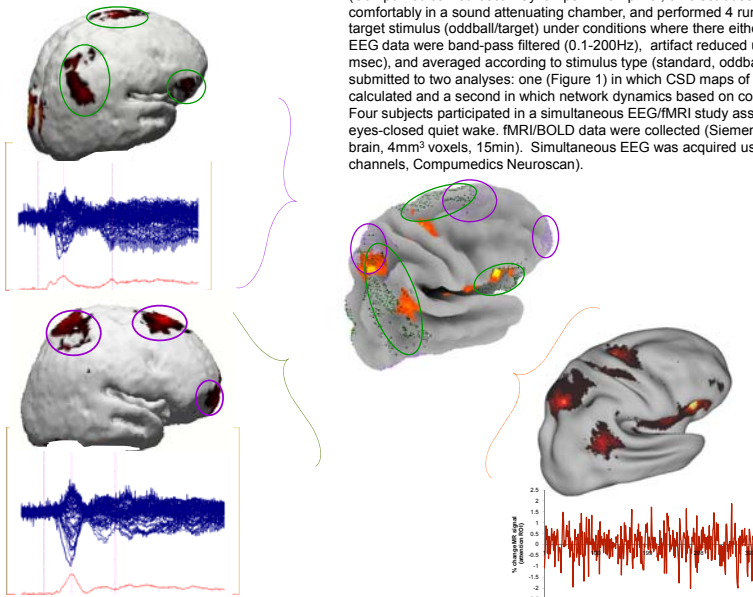 comfortably in a sound attenuating chamber, and performed 4 ru
target stimulus (oddball/target) under conditions where there eithe
EEG data were band-pass filtered (0.1-200Hz), artifact reduced u
msec), and averaged according to stimulus type (standard, oddba
submitted to two analyses: one (Figure 1) in which CSD maps of
calculated and a second in which network dynamics based on co
Four subjects participated in a simultaneous EEG/fMRI study ass
eyes-closed quiet wake. fMRI/BOLD data were collected (Siemen
brain, 4mm³ voxels, 15min). Simultaneous EEG was acquired us
channels, Compumedics Neuroscan).
% change MR signal
(attention ROI)
2.5
2
1.5
1
0.5
0
-0.5
-1
-1.5
-2